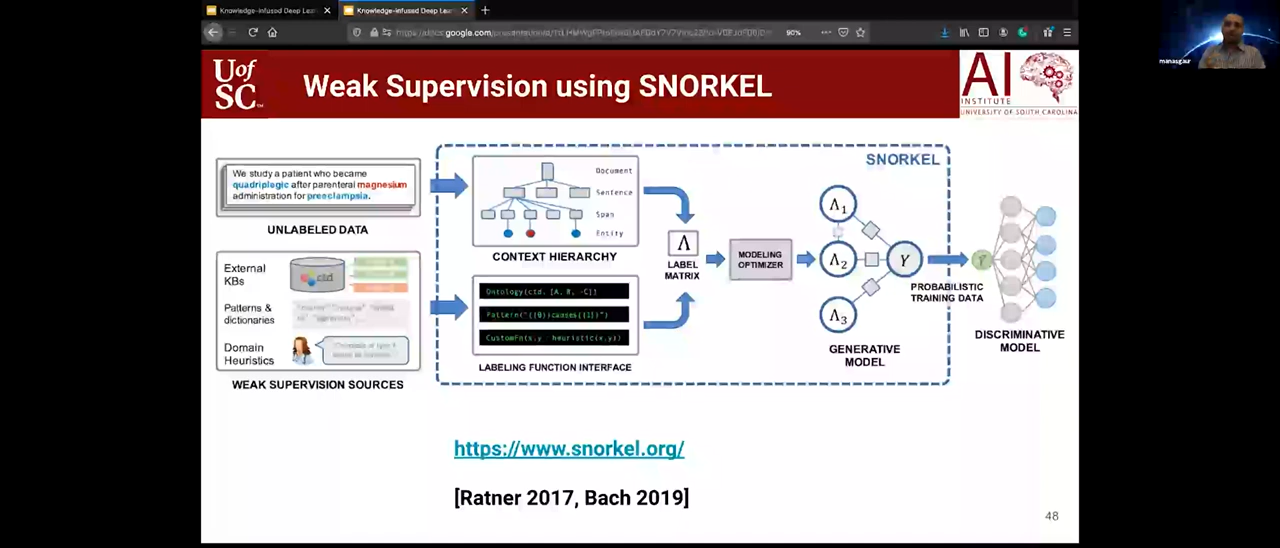 Knowledge-infused Deep Lea
Knowledge-infused Deep Lea
90%
manasgaur
UofSC
Weak Supervision using SNORKEL
AI
INSTITUTE
UNIVERSITY OF SOUTH CAROLINA
SNORKEL
We study a patient who became
quadriplegic after parenteral magnesium
administration for preeclampsia.
UNLABELED DATA
External
KBs
ctd
Patterns &
dictionaries
Domain
Heuristics
WEAK SUPERVISION SOURCES
Document
Sentence
Span
Entity
CONTEXT HIERARCHY
Ontology(ctd, [A, B, -C])
Pattern("{{0}}causes{{1}}")
CustomFn(x,y heuristic(x,y))
LABELING FUNCTION INTERFACE
Λ
LABEL
MATRIX
MODELING
OPTIMIZER
Λ1
Λ2
Λ3
Y
GENERATIVE
MODEL
PROBABILISTIC
TRAINING DATA
DISCRIMINATIVE
MODEL
https://www.snorkel.org/
[Ratner 2017, Bach 2019]
48